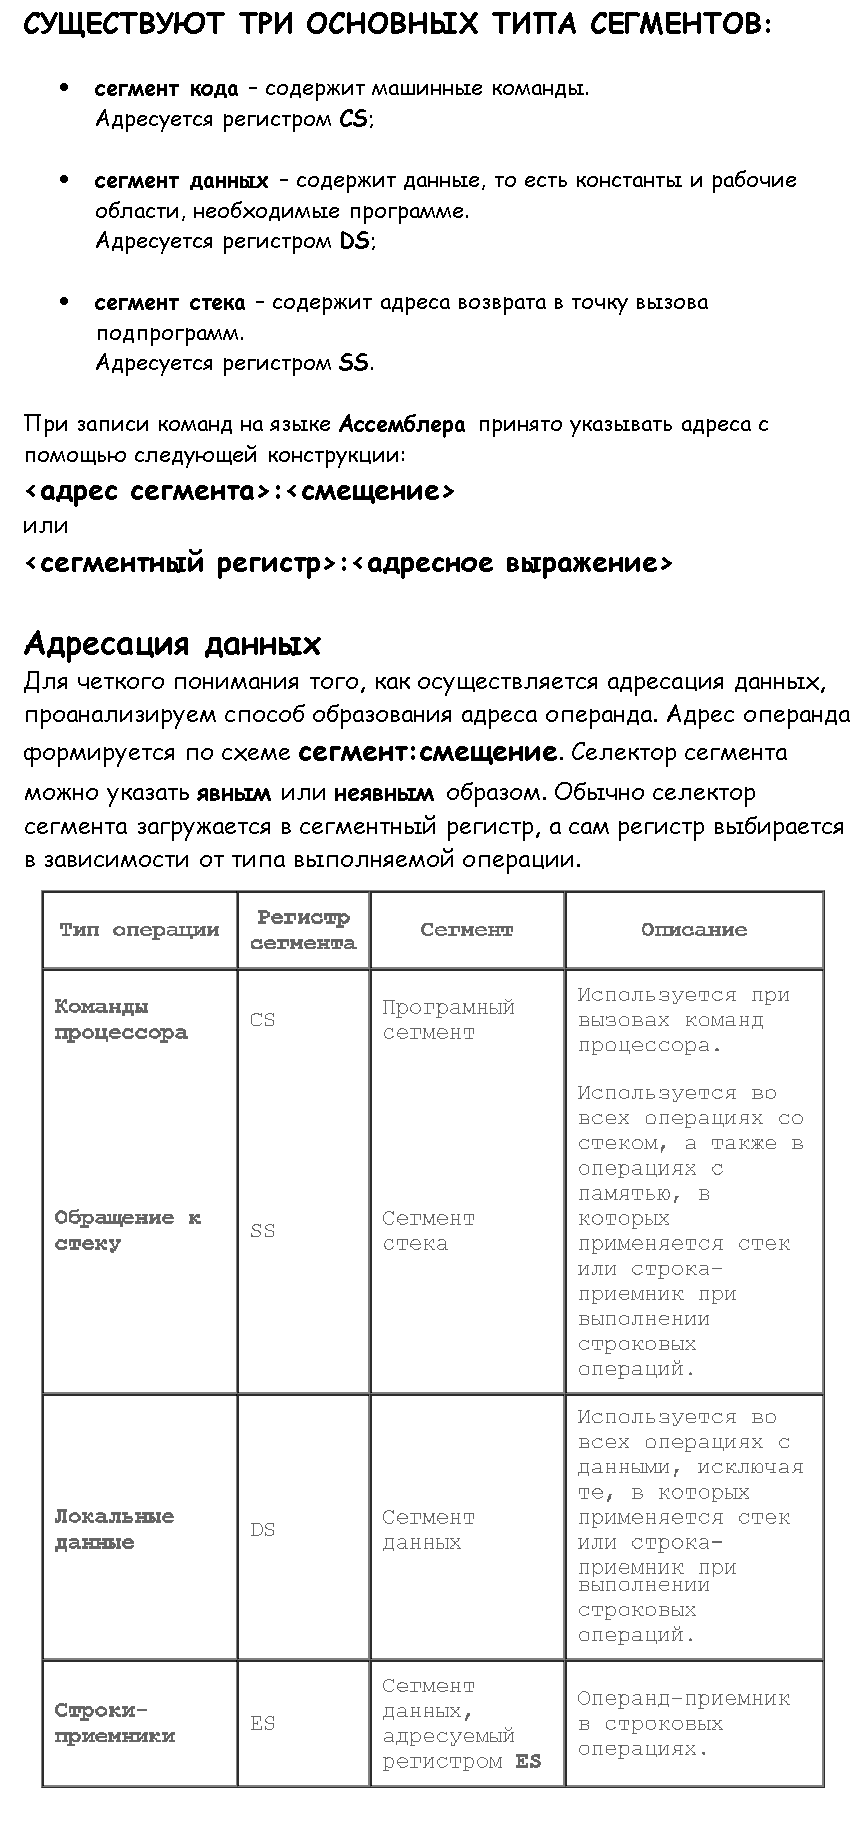 СУЩЕСТВУЮТ ТРИ ОСНОВНЫХ ТИПА СЕГМЕНТОВ:
• сегмент кода – содержит машинные команды.
Адресуется регистром CS;
• сегмент данных – содержит данные, то есть константы и рабочие
области, необходимые программе.
Адресуется регистром DS;
• сегмент стека – содержит адреса возврата в точку вызова
подпрограмм.
Адресуется регистром SS.
При записи команд на языке Ассемблера принято указывать адреса с
помощью следующей конструкции:
<адрес сегмента>:<смещение>
или
<сегментный регистр>:<адресное выражение>
Адресация данных
Для четкого понимания того, как осуществляется адресация данных,
проанализируем способ образования адреса операнда. Адрес операнда
формируется по схеме сегмент:смещение. Селектор сегмента
можно указать явным или неявным образом. Обычно селектор
сегмента загружается в сегментный регистр, а сам регистр выбирается
в зависимости от типа выполняемой операции.
Тип операции
Регистр
сегмента
Сегмент
Описание
Команды
процессора
CS
Програмный
сегмент
Используется при
вызовах команд
процессора.
Обращение к
стеку
SS
Сегмент
стека
Используется во
всех операциях со
стеком, а также в
операциях с
памятью, в
которых
применяется стек
или строка-
приемник при
выполнении
строковых
операций.
Локальные
данные
DS
Сегмент
данных
Используется во
всех операциях с
данными, исключая
те, в которых
применяется стек
или строка-
приемник при
выполнении
строковых
операций.
Строки-
приемники
ES
Сегмент
данных,
адресуемый
регистром ES
Операнд-приемник
в строковых
операциях.